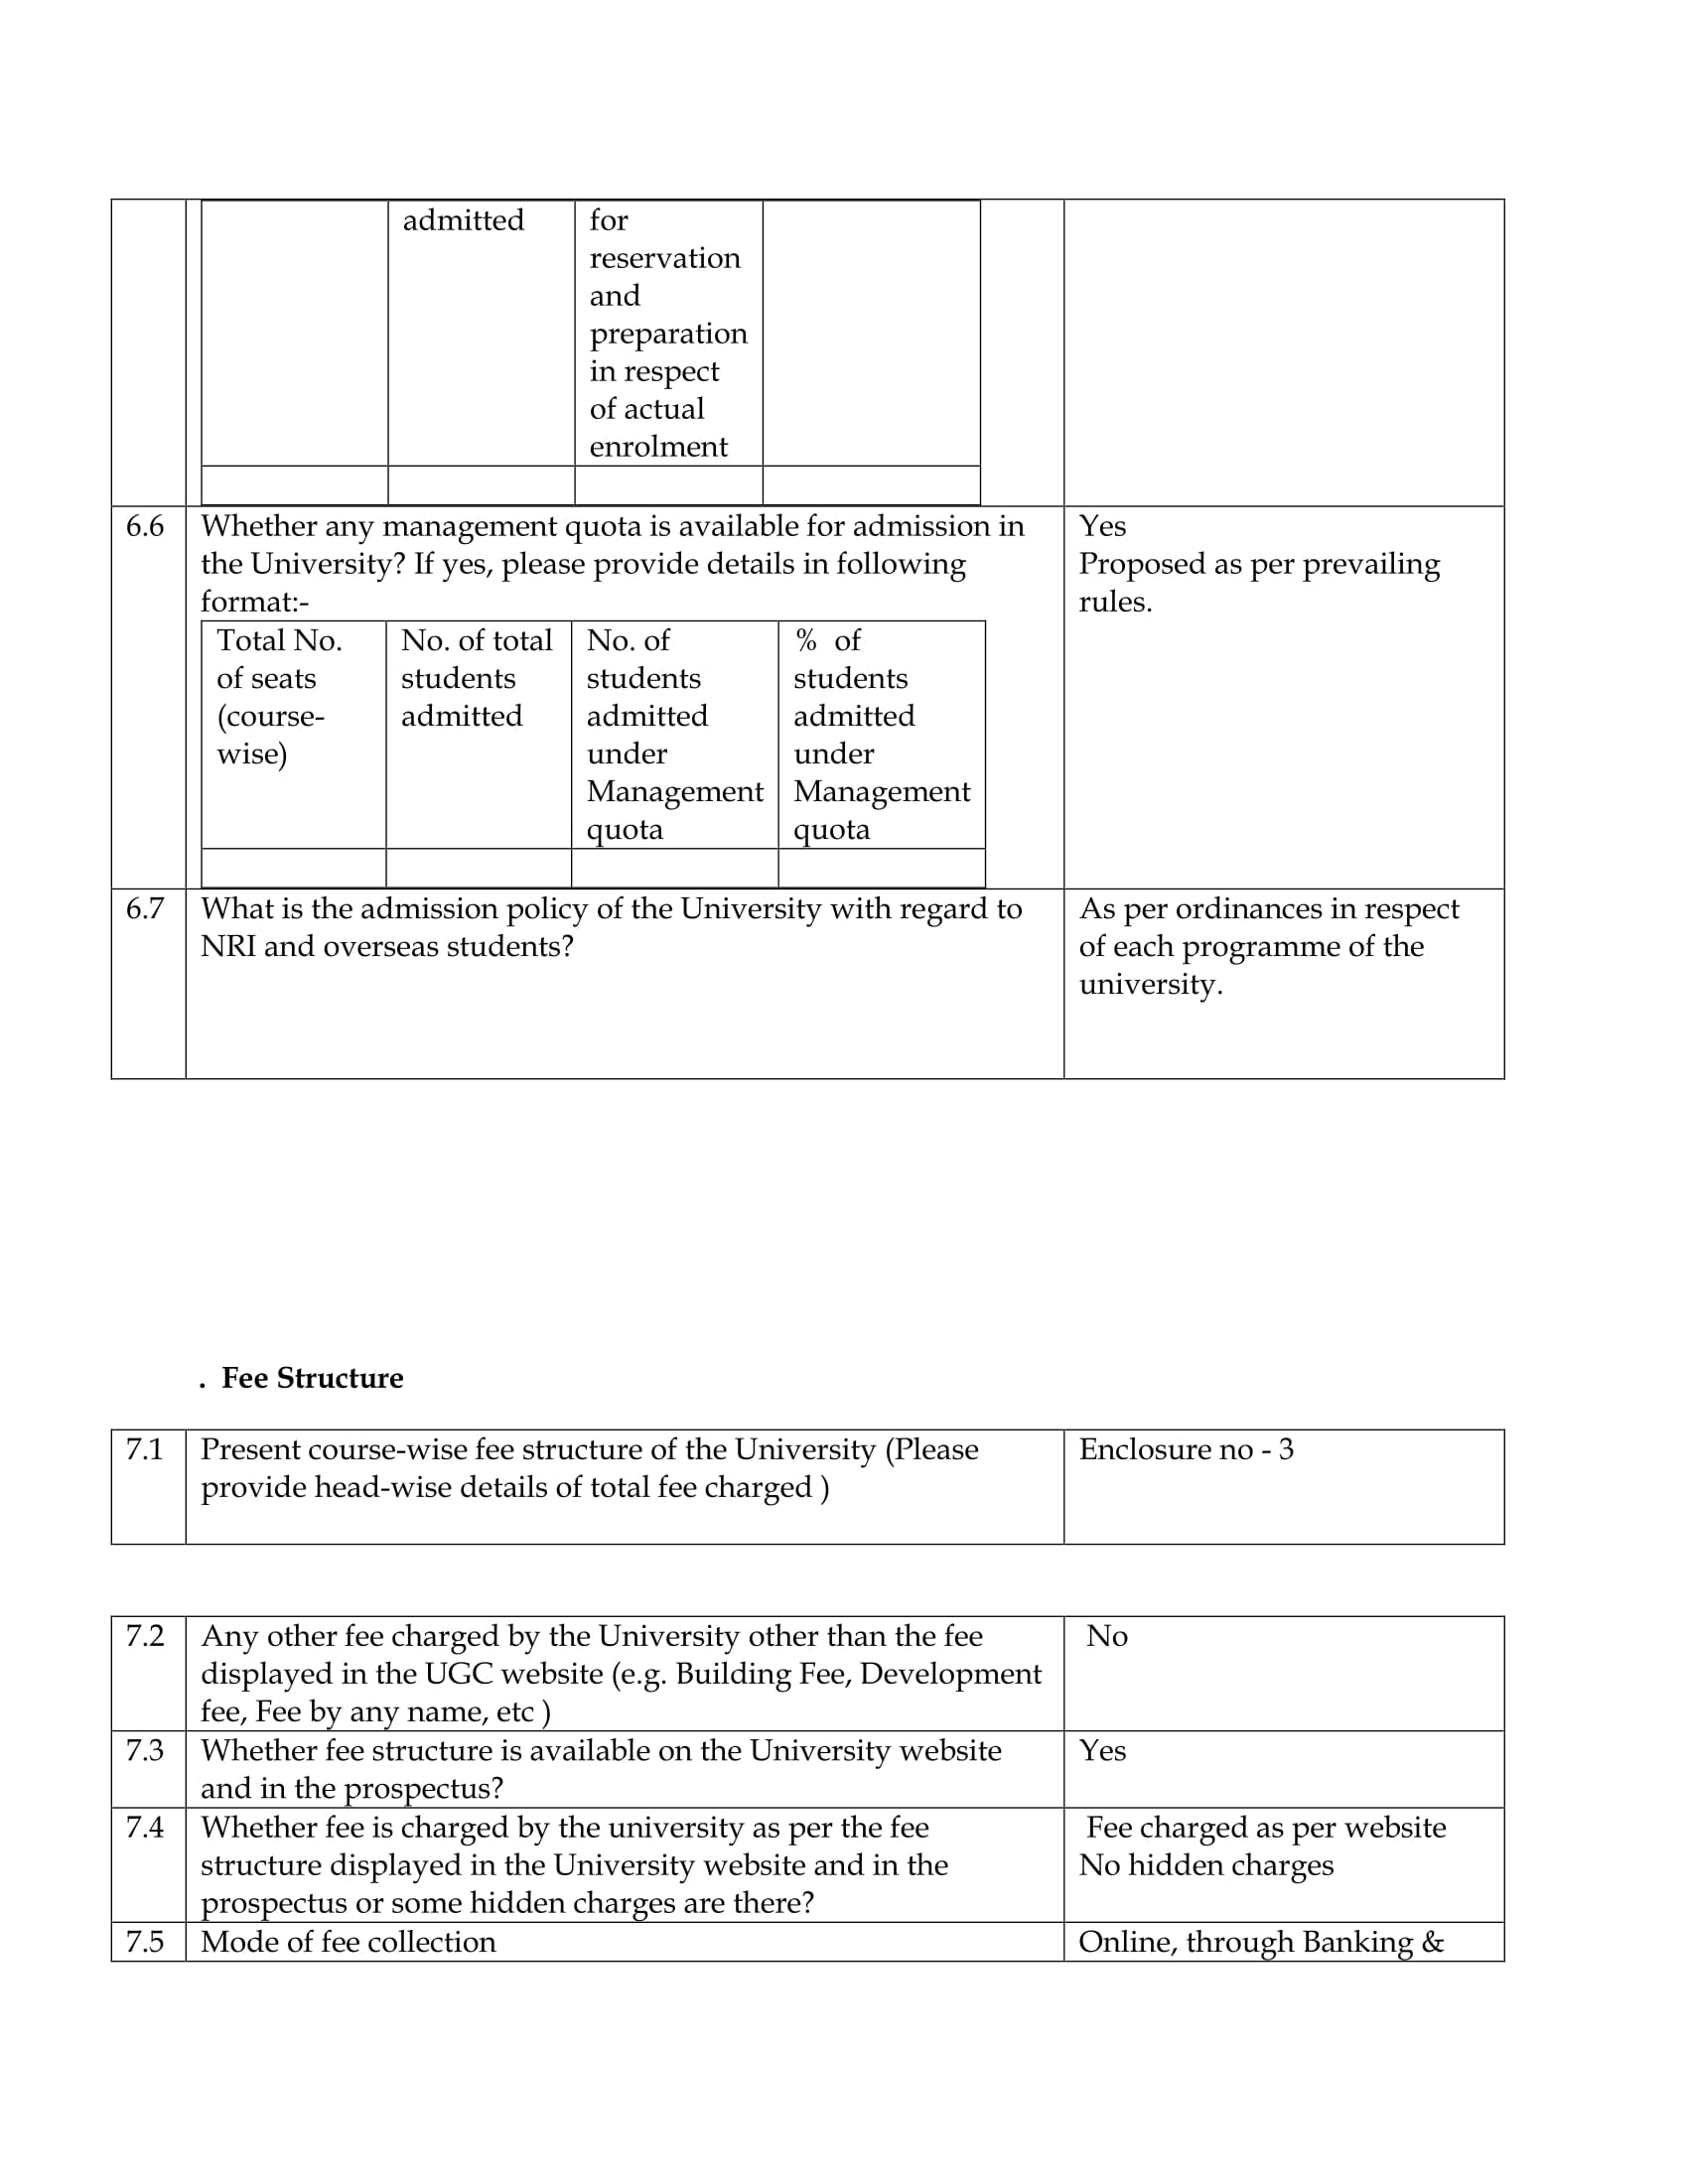 admitted
for
reservation
and
preparation
in respect
of actual
enrolment
6.6
Whether any management quota is available for admission in
the University? If yes, please provide details in following
format:-
Total No.
of seats
(course-
wise)
No. of total
students
admitted
No. of
students
admitted
under
Management
quota
% of
students
admitted
under
Management
quota
Yes
Proposed as per prevailing
rules.
6.7
What is the admission policy of the University with regard to
NRI and overseas students?
As per ordinances in respect
of each programme of the
university.
. Fee Structure
7.1
Present course-wise fee structure of the University (Please
provide head-wise details of total fee charged )
Enclosure no - 3
7.2
Any other fee charged by the University other than the fee
displayed in the UGC website (e.g. Building Fee, Development
fee, Fee by any name, etc )
No
7.3
Whether fee structure is available on the University website
and in the prospectus?
Yes
7.4
Whether fee is charged by the university as per the fee
structure displayed in the University website and in the
prospectus or some hidden charges are there?
Fee charged as per website
No hidden charges
7.5
Mode of fee collection
Online, through Banking &